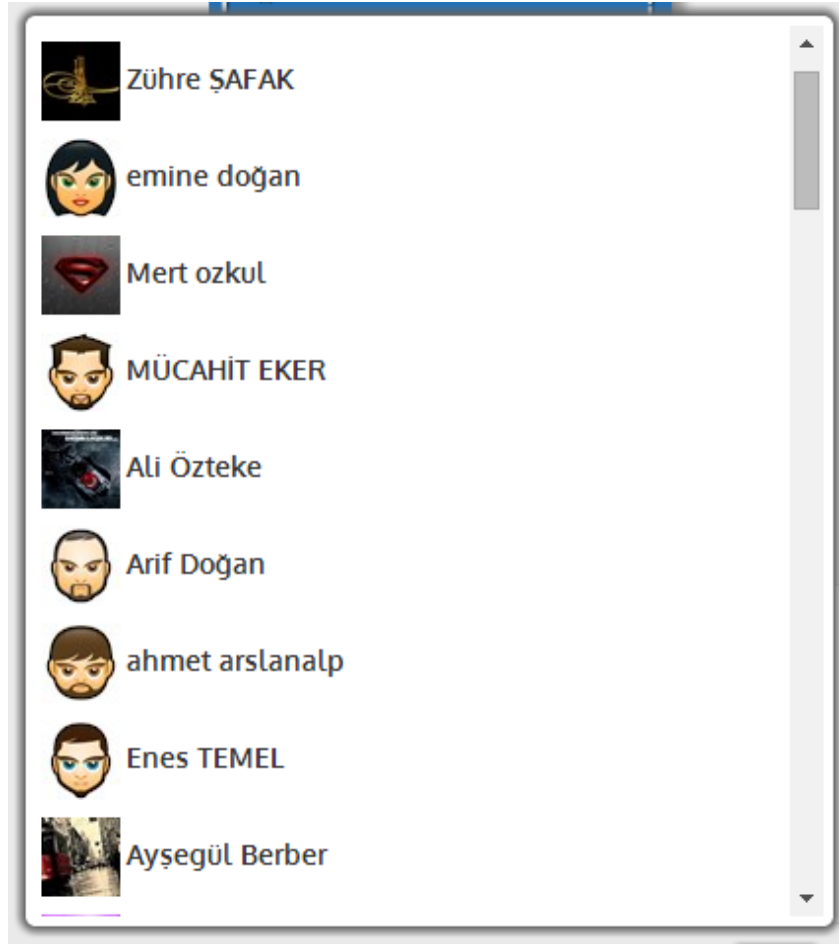 Zühre ŞAFAK
emine doğan
Mert ozkul
MÜCAHİT EKER
Ali Özteke
Arif Doğan
ahmet arslanalp
Enes TEMEL
Ayşegül Berber